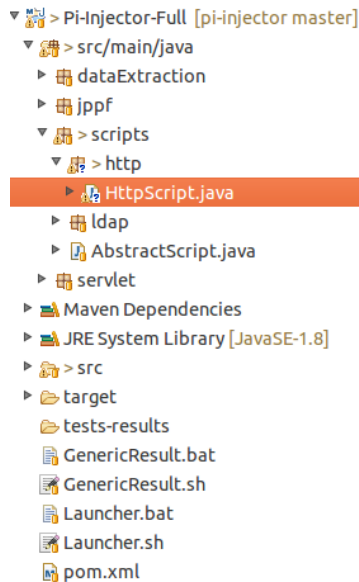 > Pi-Injector-Full [pi-injector master]
> src/main/java
dataExtraction
jppf
> scripts
> http
HttpScript.java
ldap
AbstractScript.java
servlet
Maven Dependencies
JRE System Library [JavaSE-1.8]
> src
target
tests-results
GenericResult.bat
GenericResult.sh
Launcher.bat
Launcher.sh
pom.xml